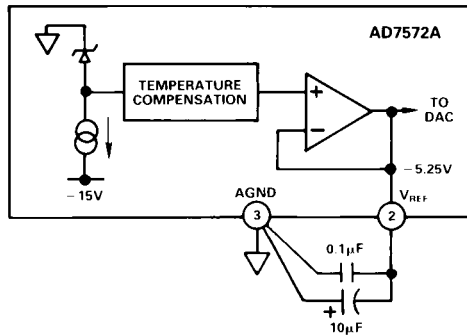 AD7572A
TEMPERATURE
COMPENSATION
+
−
TO
DAC
−5.25V
−15V
AGND
VREF
3
2
0.1µF
+
10µF